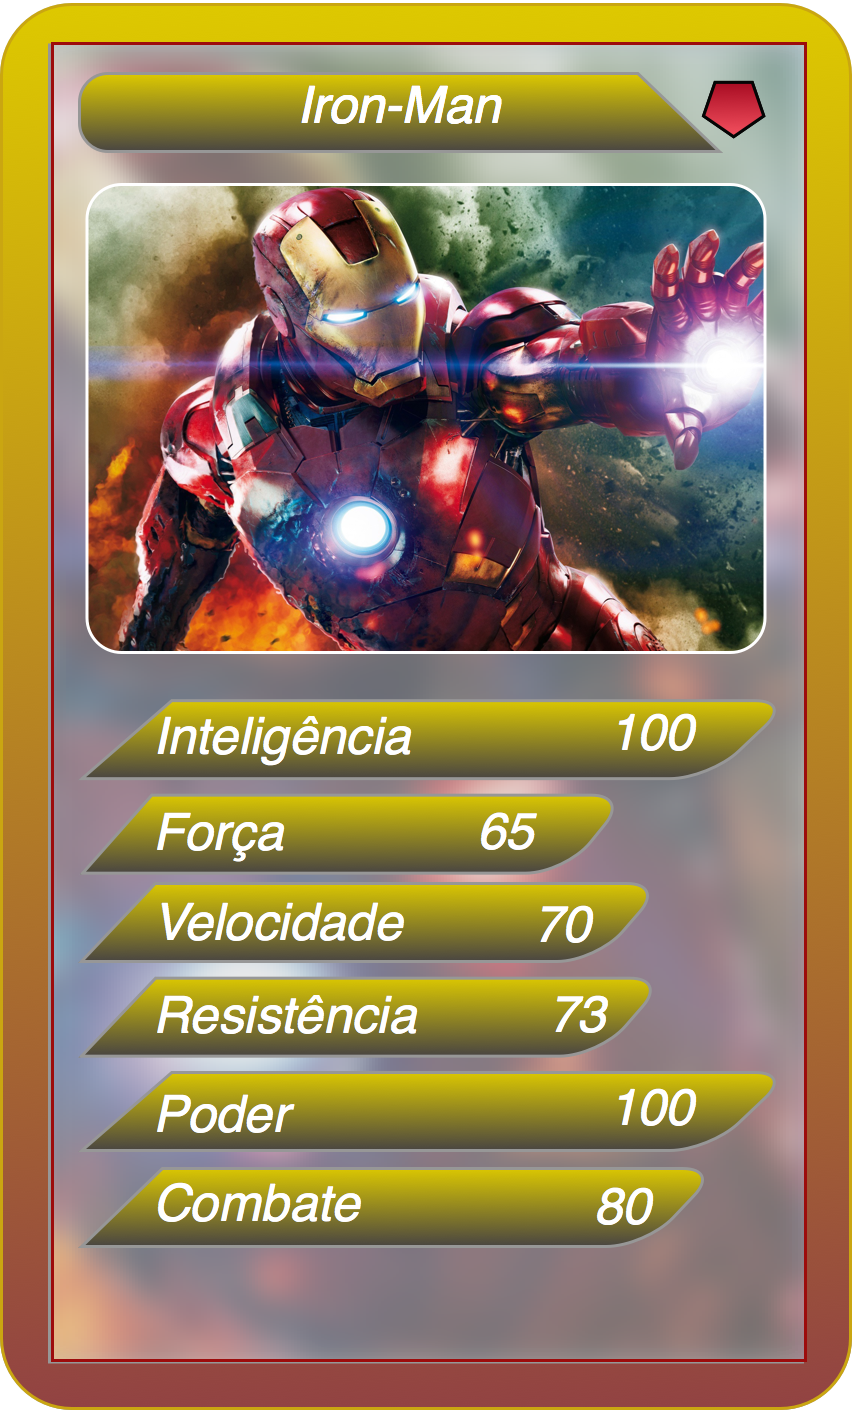 Iron-Man
Inteligência 100
Força 65
Velocidade 70
Resistência 73
Poder 100
Combate 80